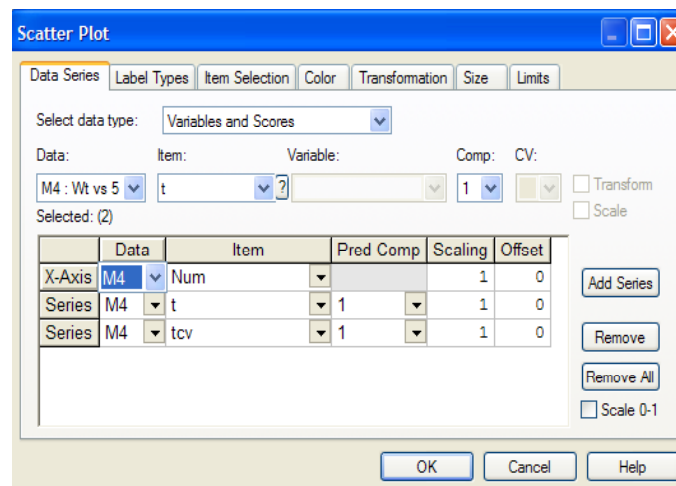 Scatter Plot
Data Series Label Types Item Selection Color Transformation Size Limits
Select data type: Variables and Scores
Data: Item: Variable: Comp: CV:
M4 : Wt vs 5 t ? 1 Transform
Selected: (2) Scale
Data Item Pred Comp Scaling Offset
X-Axis M4 Num 1 0
Series M4 t 1 1 0
Series M4 tcv 1 1 0
Add Series
Remove
Remove All
Scale 0-1
OK Cancel Help